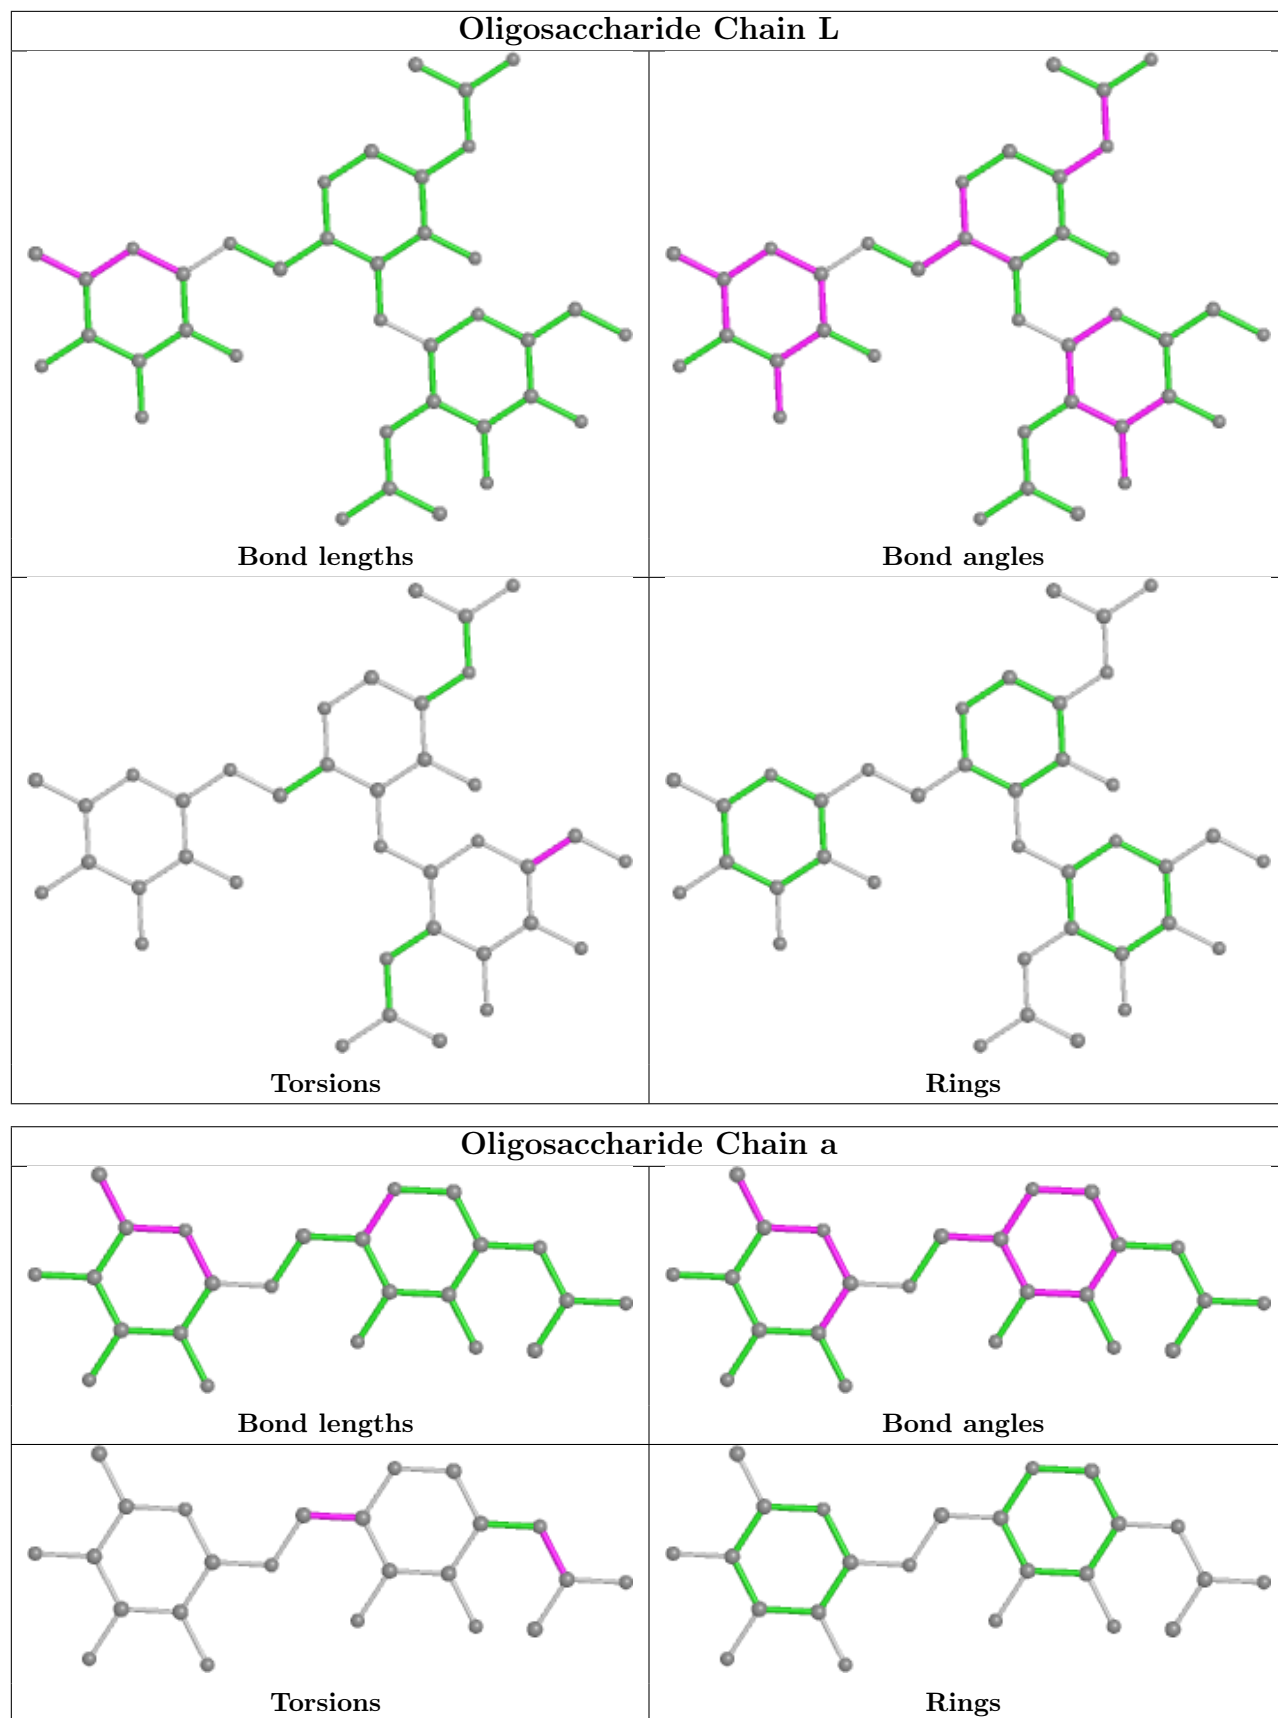 Oligosaccharide Chain L
Bond lengths
Bond angles
Torsions
Rings
Oligosaccharide Chain a
Bond lengths
Bond angles
Torsions
Rings